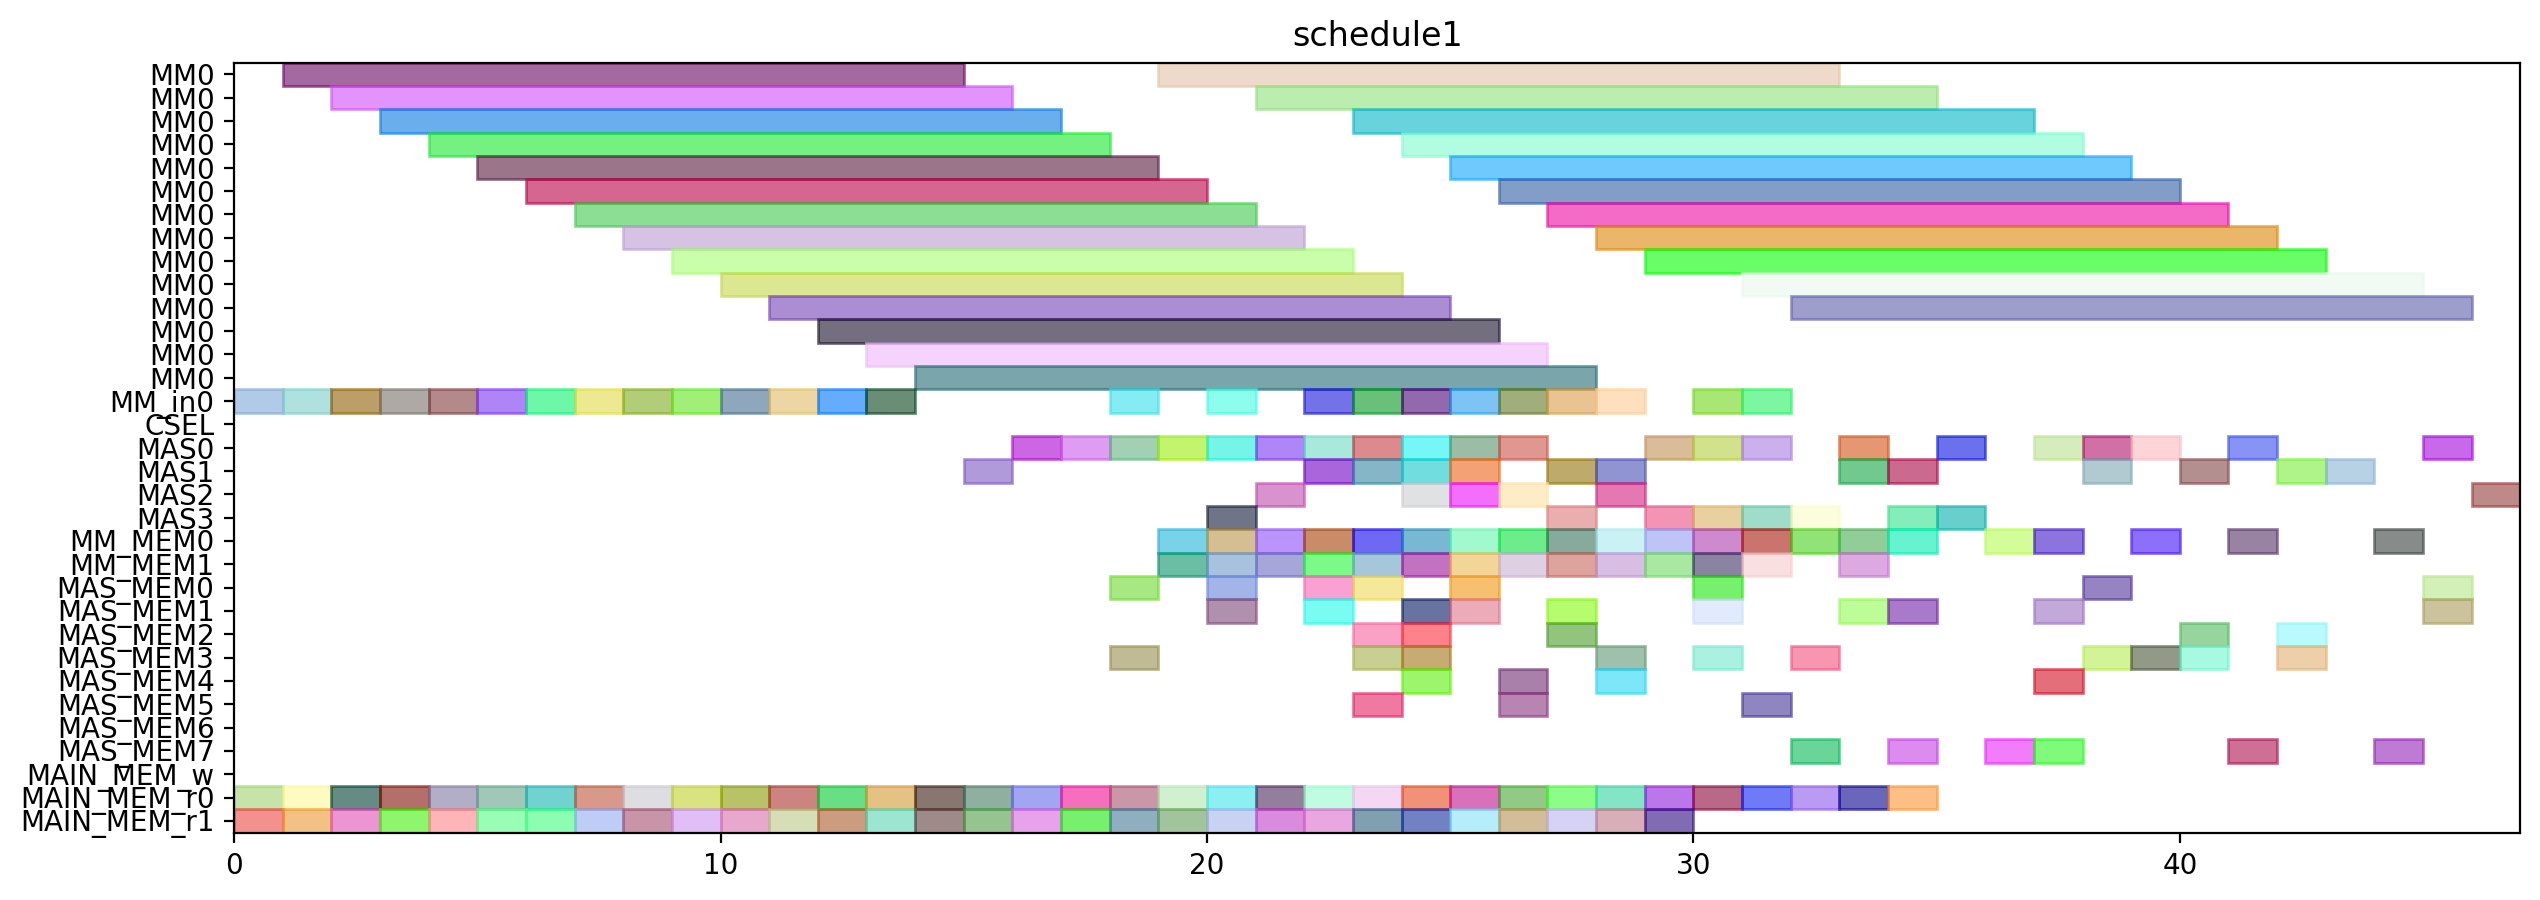 schedule1
MM0
MM0
MM0
MM0
MM0
MM0
MM0
MM0
MM0
MM0
MM0
MM0
MM0
MM0
MM_in0
CSEL
MAS0
MAS1
MAS2
MAS3
MM_MEM0
MM_MEM1
MAS_MEM0
MAS_MEM1
MAS_MEM2
MAS_MEM3
MAS_MEM4
MAS_MEM5
MAS_MEM6
MAS_MEM7
MAIN_MEM_w
MAIN_MEM_r0
MAIN_MEM_r1
0 10 20 30 40